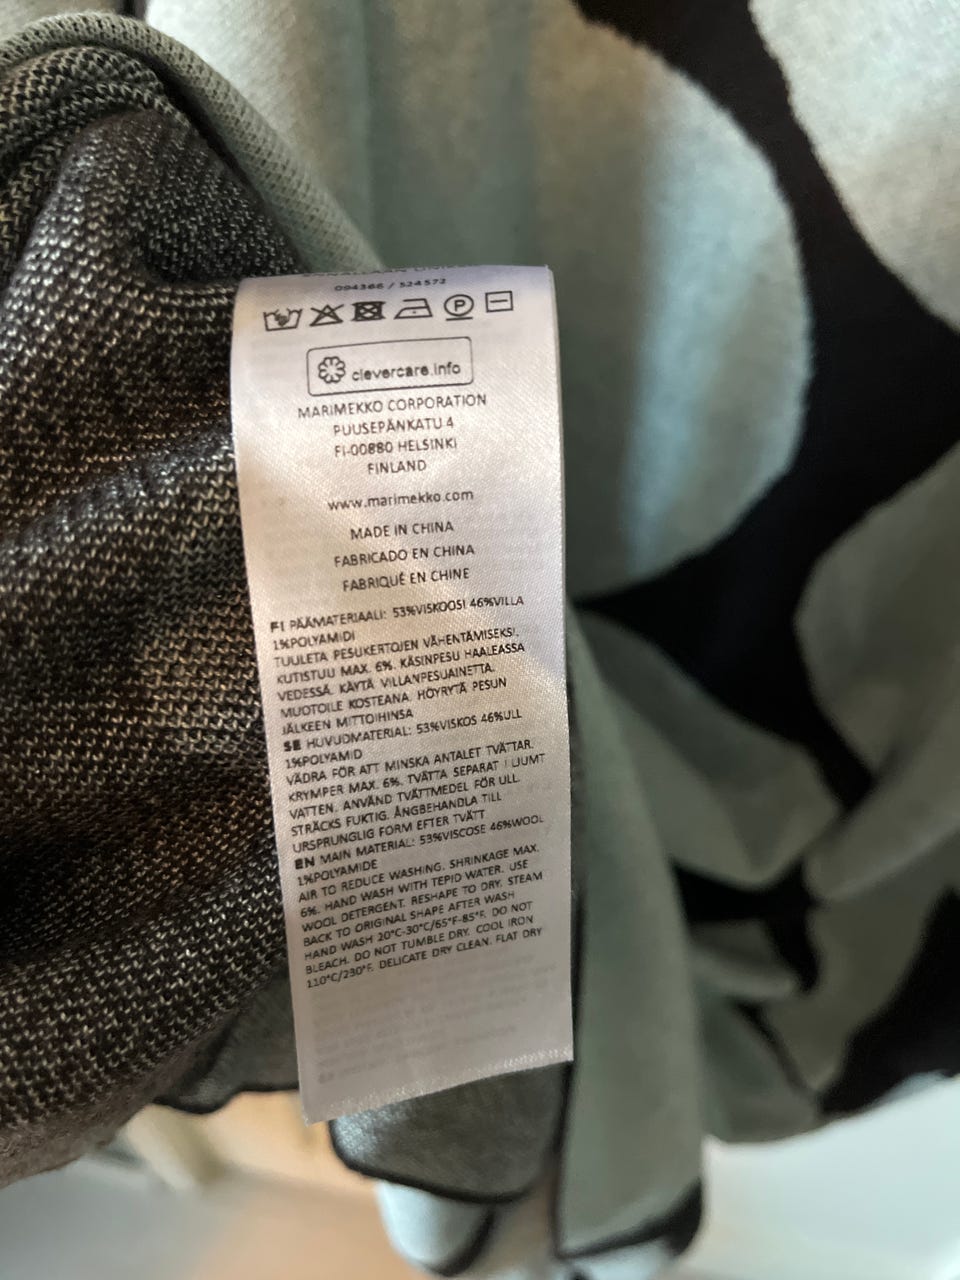 094366 / 524572
P
clevercare.info
MARIMEKKO CORPORATION
PUUSEPÄNKATU 4
FI-00880 HELSINKI
FINLAND
www.marimekko.com
MADE IN CHINA
FABRICADO EN CHINA
FABRIQUÉ EN CHINE
FI PÄÄMATERIAALI: 53%VISKOOSI 46%VILLA
1%POLYAMIDI
TUULETA PESUKERTOJEN VÄHENTÄMISEKSI.
KUTISTUU MAX. 6%. KÄSINPESU HAALEASSA
VEDESSÄ. KÄYTÄ VILLANPESUAINETTA.
MUOTOILE KOSTEANA. HÖYRYTÄ PESUN
JÄLKEEN MITTOIHINSA
SE HUVUDMATERIAL: 53%VISKOS 46%ULL
1%POLYAMID
VÄDRA FÖR ATT MINSKA ANTALET TVÄTTAR.
KRYMPER MAX. 6%. TVÄTTA SEPARAT I LJUMT
VATTEN. ANVÄND TVÄTTMEDEL FÖR ULL.
STRÄCKS FUKTIG. ÅNGBEHANDLA TILL
URSPRUNGLIG FORM EFTER TVÄTT
EN MAIN MATERIAL: 53%VISCOSE 46%WOOL
1%POLYAMIDE
AIR TO REDUCE WASHING. SHRINKAGE MAX.
6%. HAND WASH WITH TEPID WATER. USE
WOOL DETERGENT. RESHAPE TO DRY. STEAM
BACK TO ORIGINAL SHAPE AFTER WASH
HAND WASH 20°C-30°C/65°F-85°F. DO NOT
BLEACH. DO NOT TUMBLE DRY. COOL IRON
110°C/230°F. DELICATE DRY CLEAN. FLAT DRY